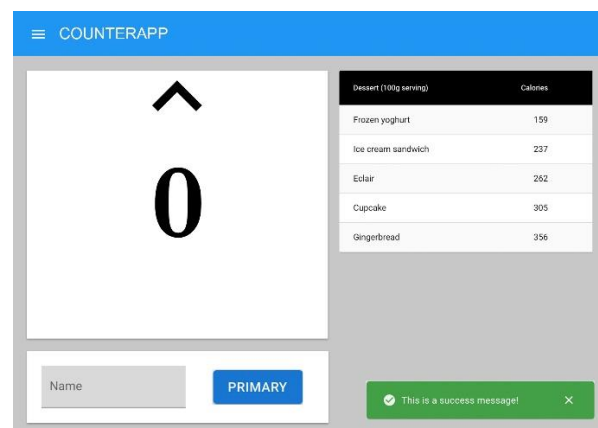 COUNTERAPP
0
Name
PRIMARY
Dessert (100g serving) Calories
Frozen yoghurt 159
Ice cream sandwich 237
Eclair 262
Cupcake 305
Gingerbread 356
This is a success message!